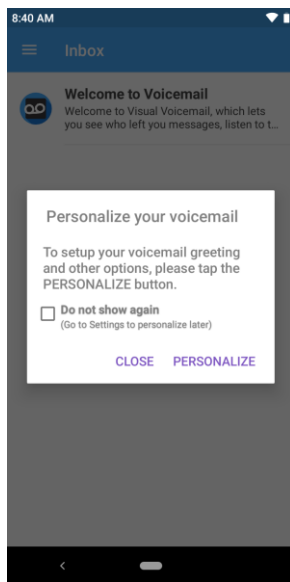 8:40 AM
Inbox
Welcome to Voicemail
Welcome to Visual Voicemail, which lets
you see who left you messages, listen to t...
Personalize your voicemail
To setup your voicemail greeting
and other options, please tap the
PERSONALIZE button.
Do not show again
(Go to Settings to personalize later)
CLOSE PERSONALIZE